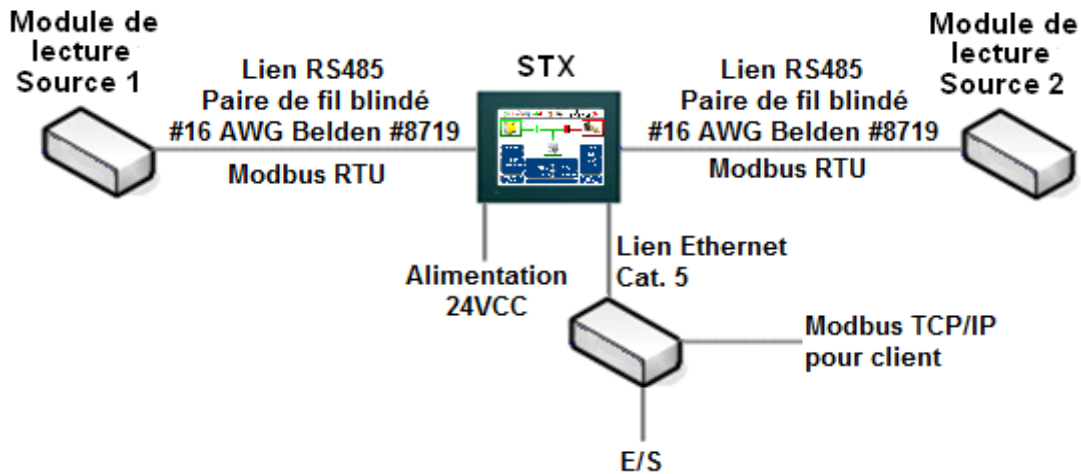 Module de
lecture
Source 1
Lien RS485
Paire de fil blindé
#16 AWG Belden #8719
Modbus RTU
STX
Lien RS485
Paire de fil blindé
#16 AWG Belden #8719
Modbus RTU
Module de
lecture
Source 2
Alimentation
24VCC
Lien Ethernet
Cat. 5
Modbus TCP/IP
pour client
E/S